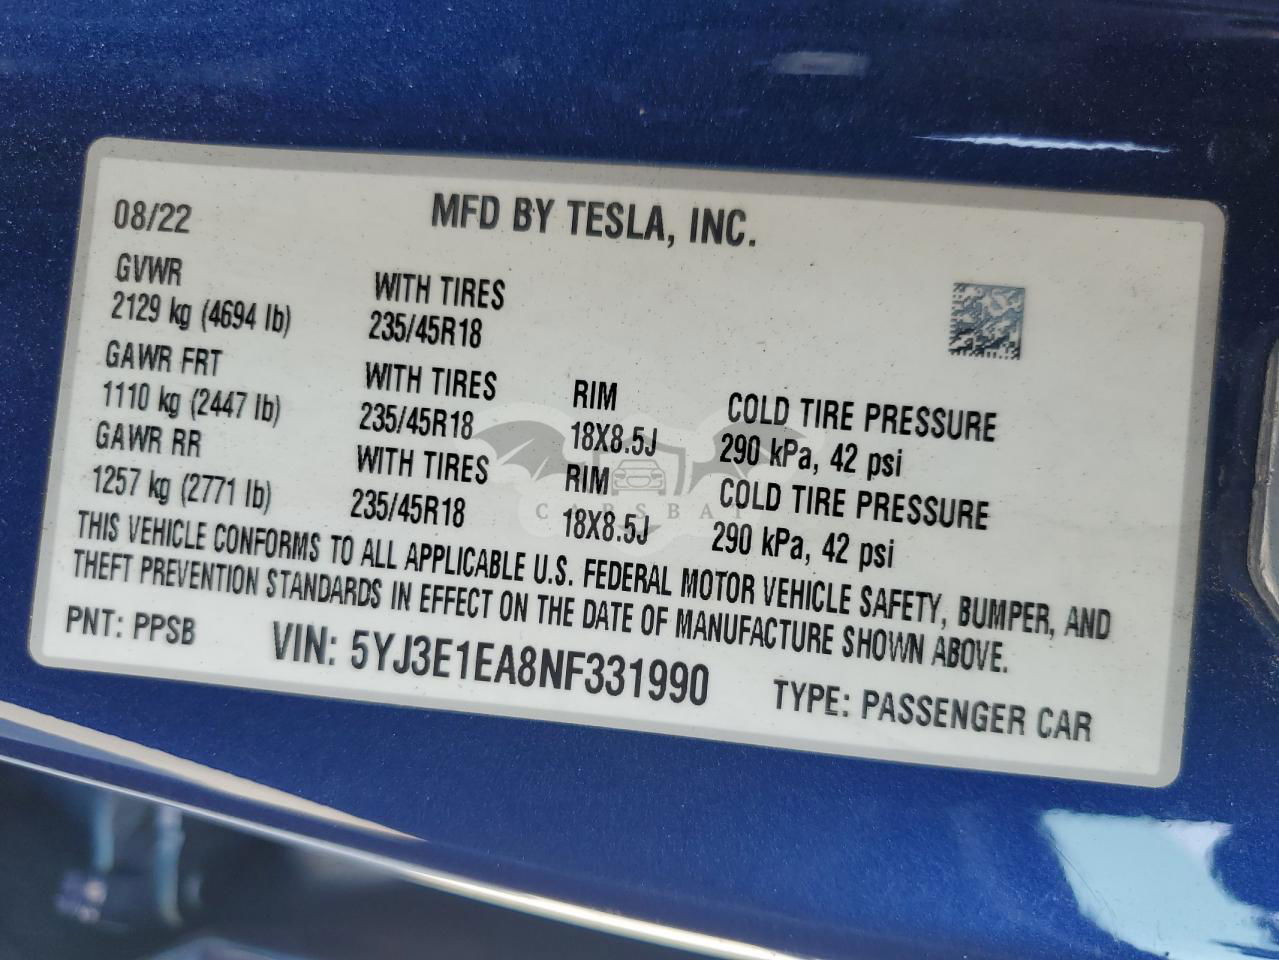 08/22 MFD BY TESLA, INC.
GVWR
2129 kg (4694 lb) WITH TIRES
235/45R18
GAWR FRT
1110 kg (2447 lb) WITH TIRES
235/45R18 RIM
18X8.5J COLD TIRE PRESSURE
290 kPa, 42 psi
GAWR RR
1257 kg (2771 lb) WITH TIRES
235/45R18 RIM
18X8.5J COLD TIRE PRESSURE
290 kPa, 42 psi
THIS VEHICLE CONFORMS TO ALL APPLICABLE U.S. FEDERAL MOTOR VEHICLE SAFETY, BUMPER, AND
THEFT PREVENTION STANDARDS IN EFFECT ON THE DATE OF MANUFACTURE SHOWN ABOVE.
PNT: PPSB VIN: 5YJ3E1EA8NF331990 TYPE: PASSENGER CAR
CARSBAT